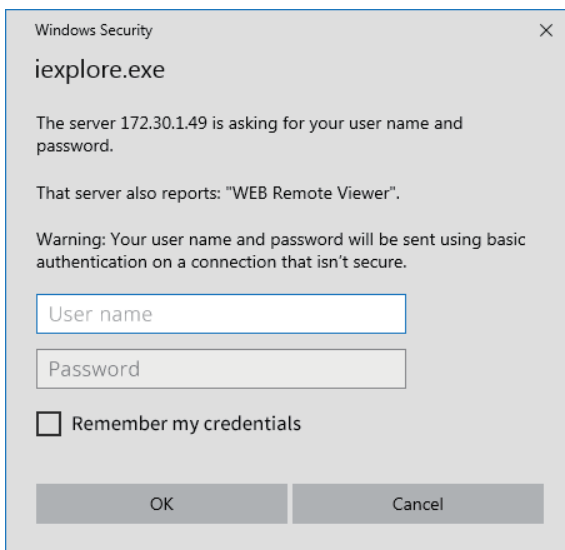 Windows Security
iexplore.exe
The server 172.30.1.49 is asking for your user name and
password.
That server also reports: "WEB Remote Viewer".
Warning: Your user name and password will be sent using basic
authentication on a connection that isn't secure.
User name
Password
Remember my credentials
OK
Cancel